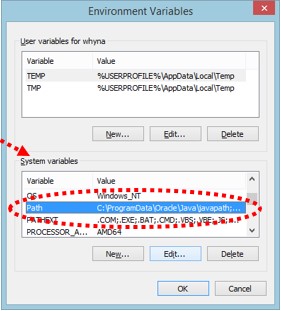 Environment Variables
User variables for whyna
Variable Value
TEMP %USERPROFILE%\AppData\Local\Temp
TMP %USERPROFILE%\AppData\Local\Temp
New... Edit... Delete
System variables
Variable Value
OS Windows_NT
Path C:\ProgramData\Oracle\Java\javapath;...
PATHEXT .COM;.EXE;.BAT;.CMD;.VBS;.VBE;.JS;...
PROCESSOR_A... AMD64
New... Edit... Delete
OK Cancel